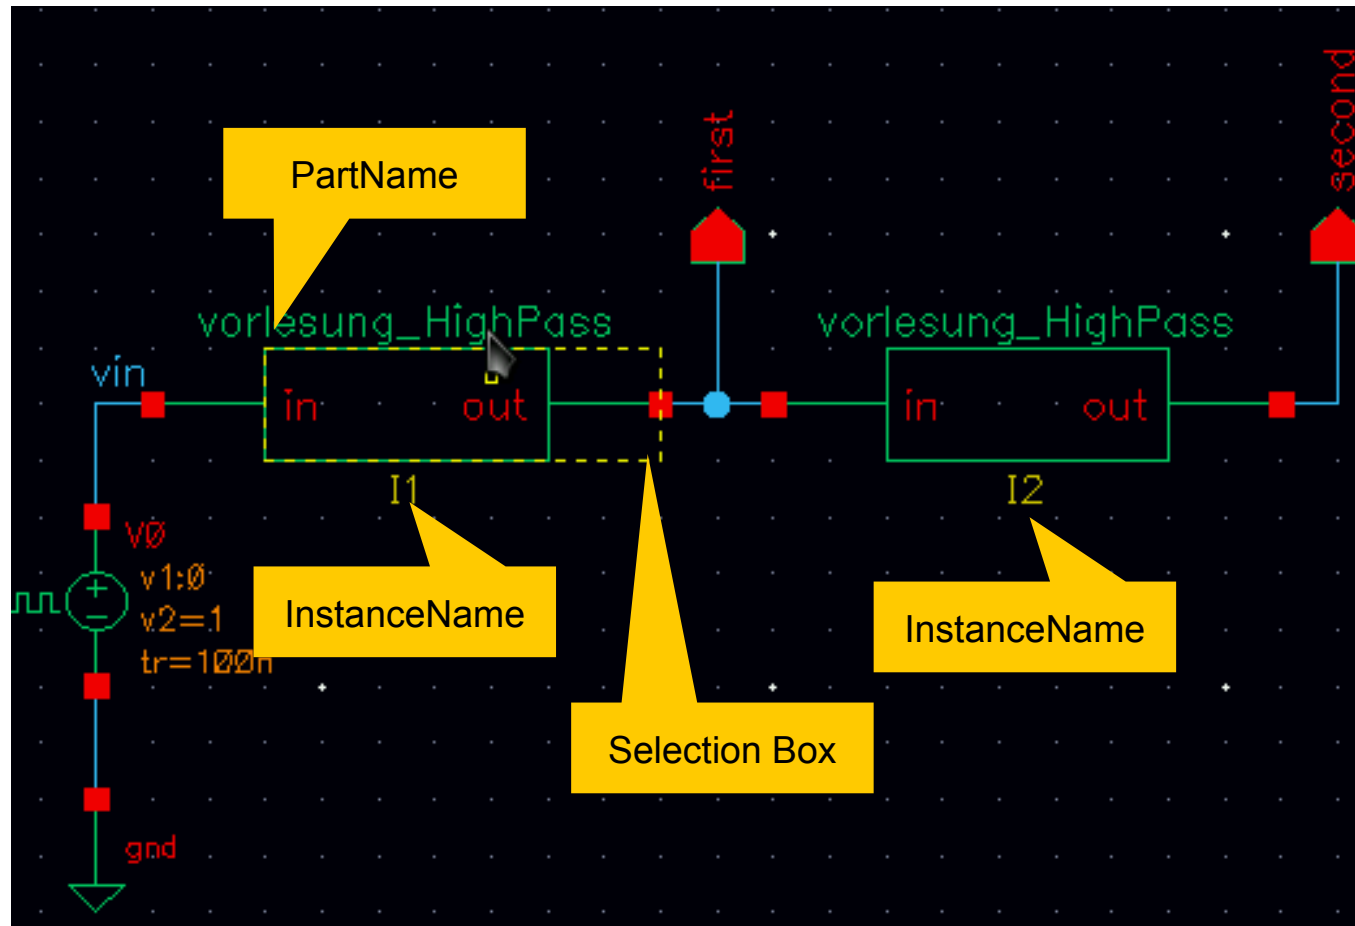 second
first
PartName
vorlesung_HighPass
vorlesung_HighPass
vin
in
out
in
out
I1
I2
V0
v1:0
v2=1
tr=100n
InstanceName
InstanceName
Selection Box
gnd